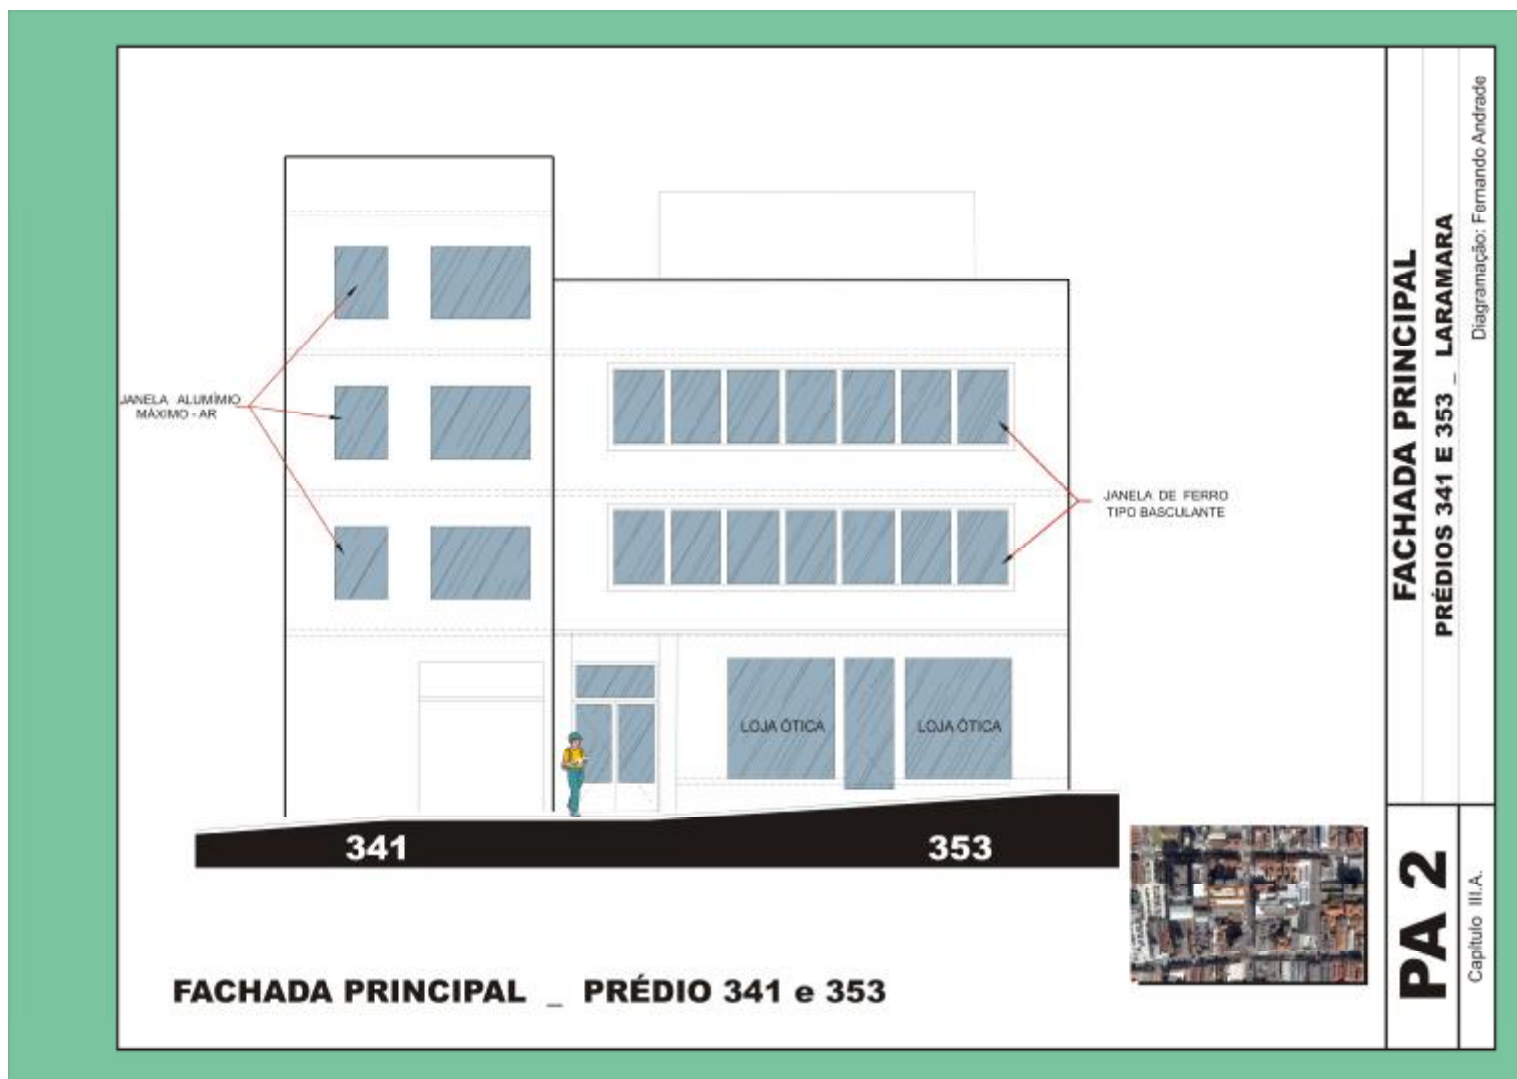 JANELA ALUMÍMIO
MÁXIMO - AR
JANELA DE FERRO
TIPO BASCULANTE
LOJA ÓTICA
LOJA ÓTICA
341
353
FACHADA PRINCIPAL _ PRÉDIO 341 e 353
FACHADA PRINCIPAL
PRÉDIOS 341 E 353 _ LARAMARA
Diagramação: Fernando Andrade
PA 2
Capítulo III.A.